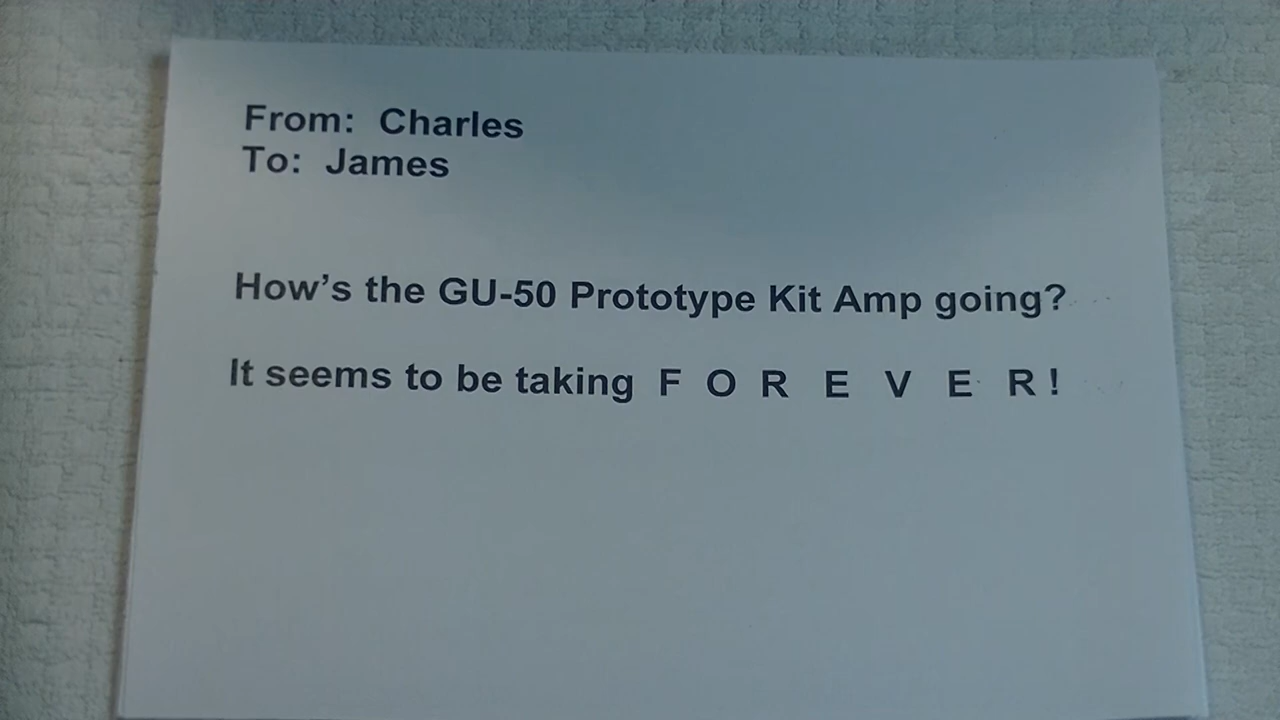 From: Charles
To: James
How's the GU-50 Prototype Kit Amp going?
It seems to be taking F O R E V E R !